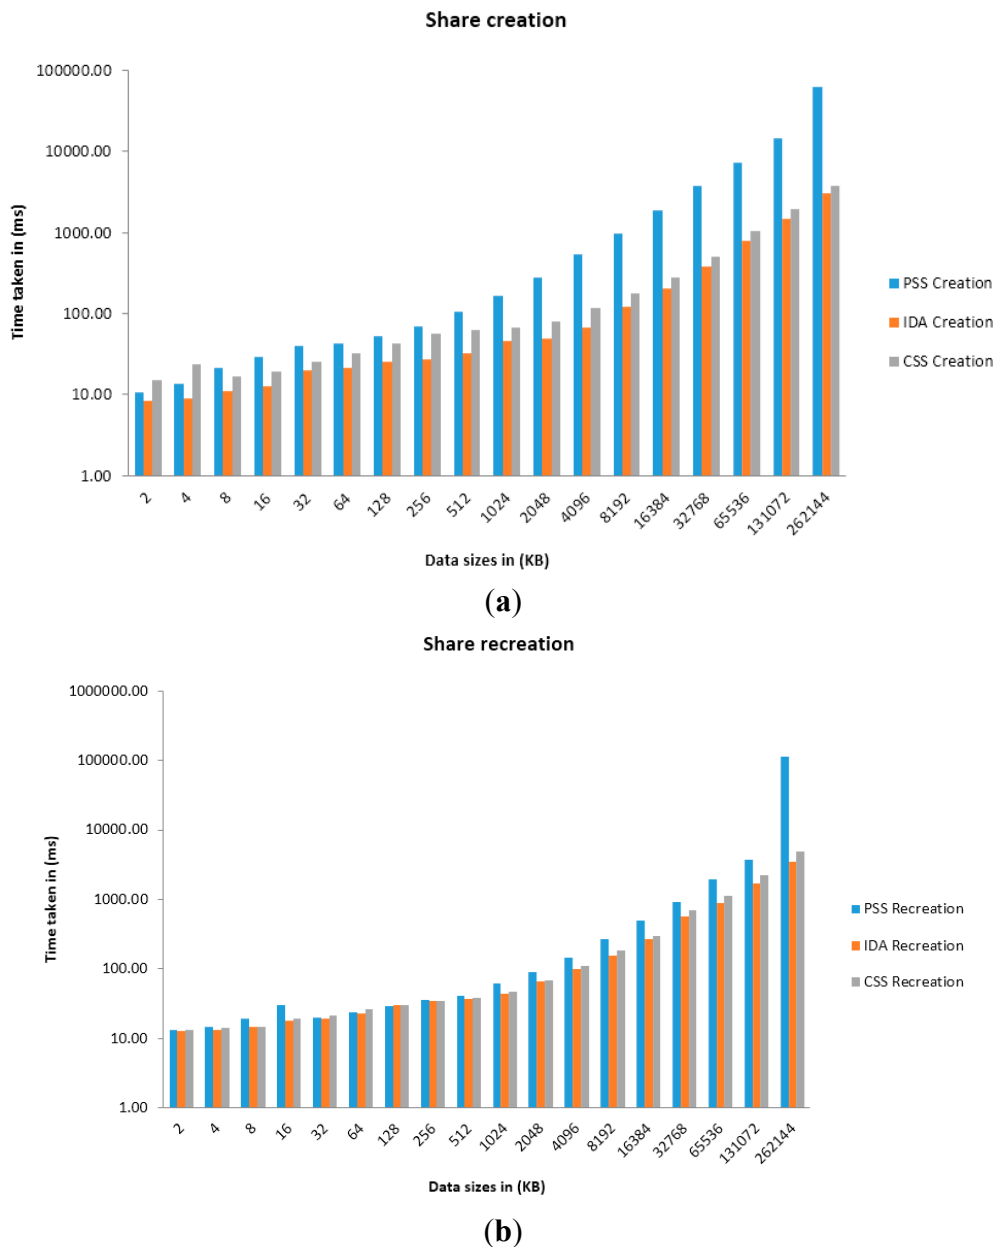 Share creation
100000.00
10000.00
1000.00
100.00
10.00
1.00
Time taken in (ms)
2 4 8 16 32 64 128 256 512 1024 2048 4096 8192 16384 32768 65536 131072 262144
Data sizes in (KB)
PSS Creation
IDA Creation
CSS Creation
(a)
Share recreation
1000000.00
100000.00
10000.00
1000.00
100.00
10.00
1.00
Time taken in (ms)
2 4 8 16 32 64 128 256 512 1024 2048 4096 8192 16384 32768 65536 131072 262144
Data sizes in (KB)
PSS Recreation
IDA Recreation
CSS Recreation
(b)